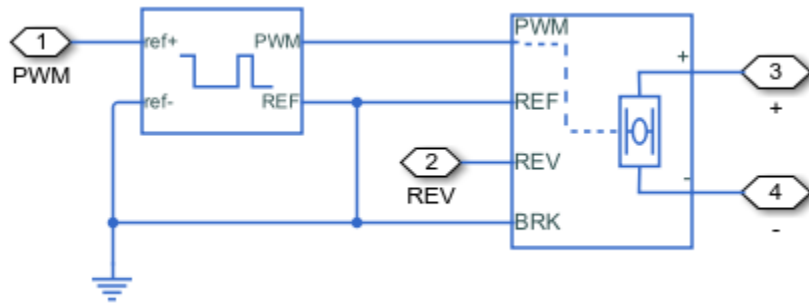 1
PWM
ref+
PWM
ref-
REF
PWM
REF
REV
BRK
2
REV
+
-
3
+
4
-